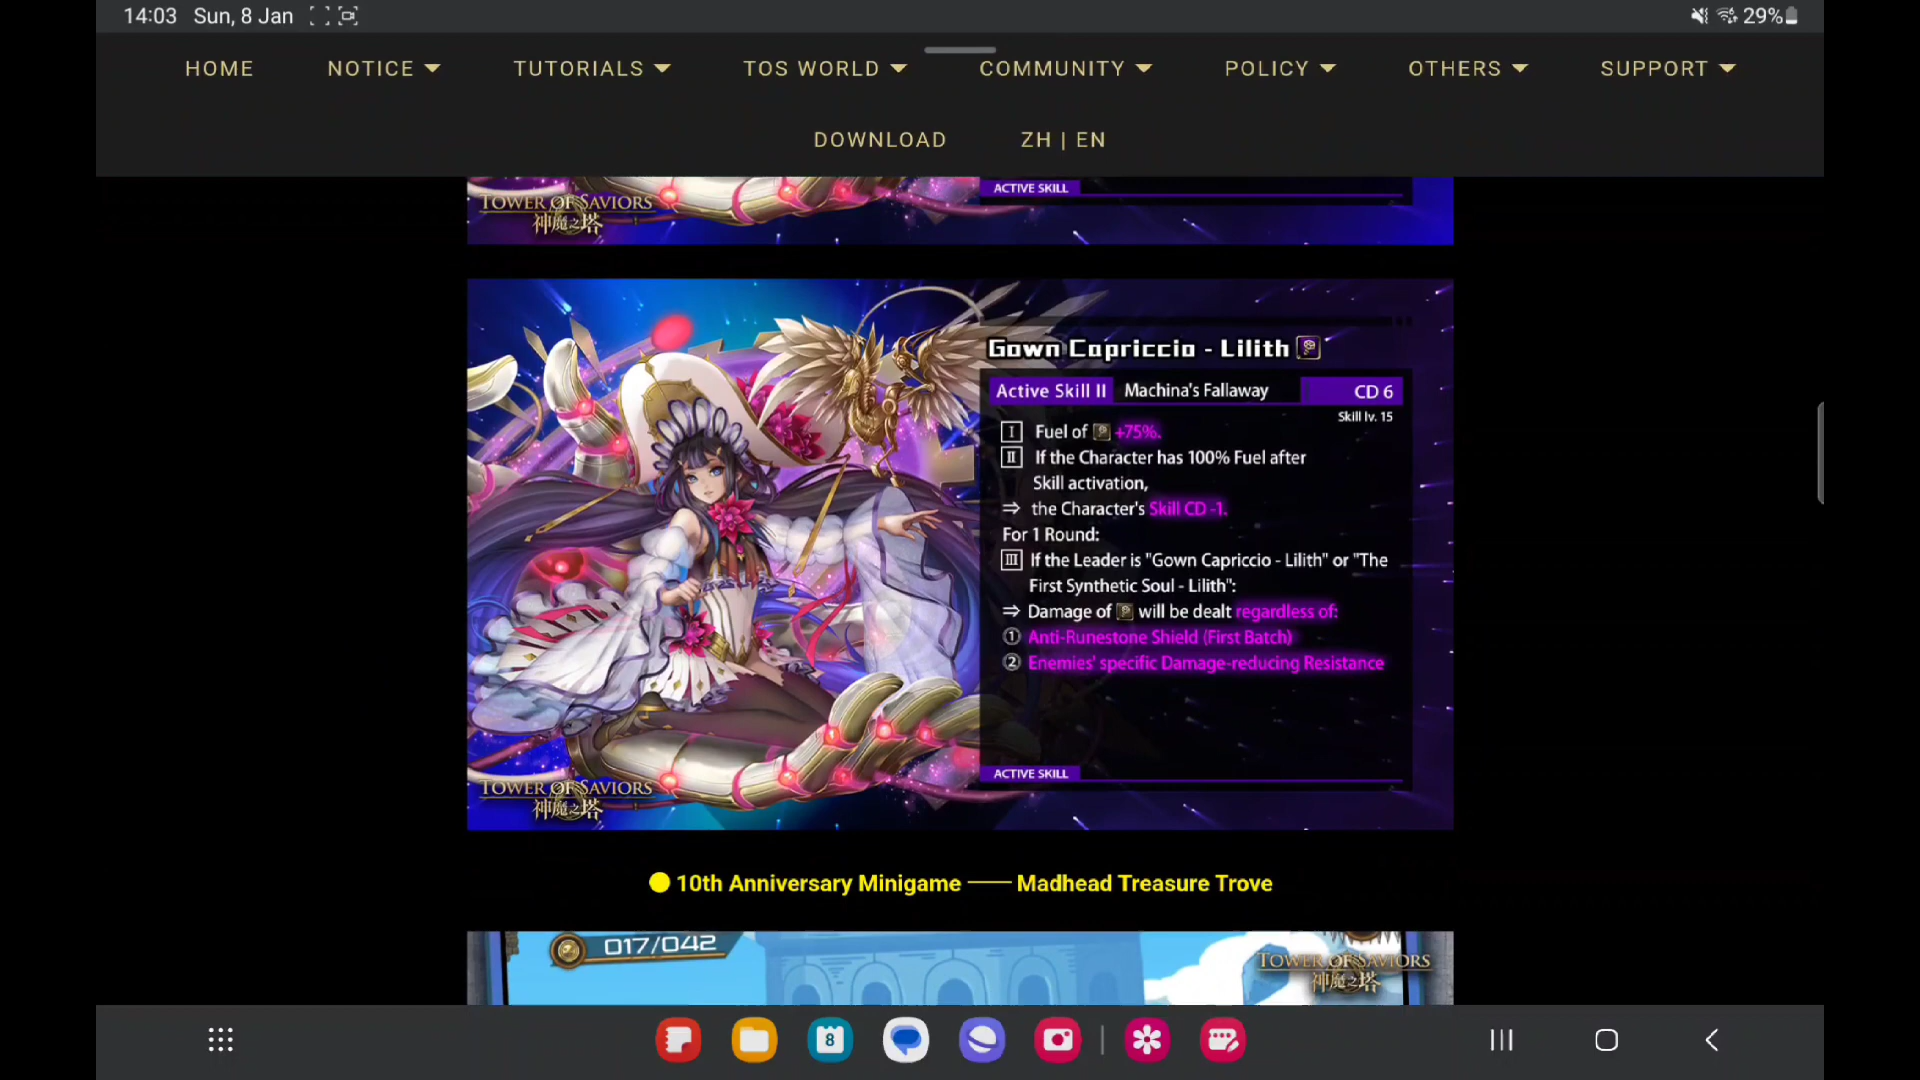 14:03 Sun, 8 Jan 29%
HOME NOTICE TUTORIALS TOS WORLD COMMUNITY POLICY OTHERS SUPPORT
DOWNLOAD ZH | EN
ACTIVE SKILL
TOWER OF SAVIORS
神魔之塔
Gown Capriccio - Lilith
Active Skill II Machina's Fallaway CD 6
Skill lv. 15
I Fuel of +75%.
II If the Character has 100% Fuel after
Skill activation,
⇒ the Character's Skill CD -1.
For 1 Round:
III If the Leader is "Gown Capriccio - Lilith" or "The
First Synthetic Soul - Lilith":
⇒ Damage of will be dealt regardless of:
① Anti-Runestone Shield (First Batch)
② Enemies' specific Damage-reducing Resistance
ACTIVE SKILL
TOWER OF SAVIORS
神魔之塔
10th Anniversary Minigame —— Madhead Treasure Trove
017/042
TOWER OF SAVIORS
神魔之塔
8